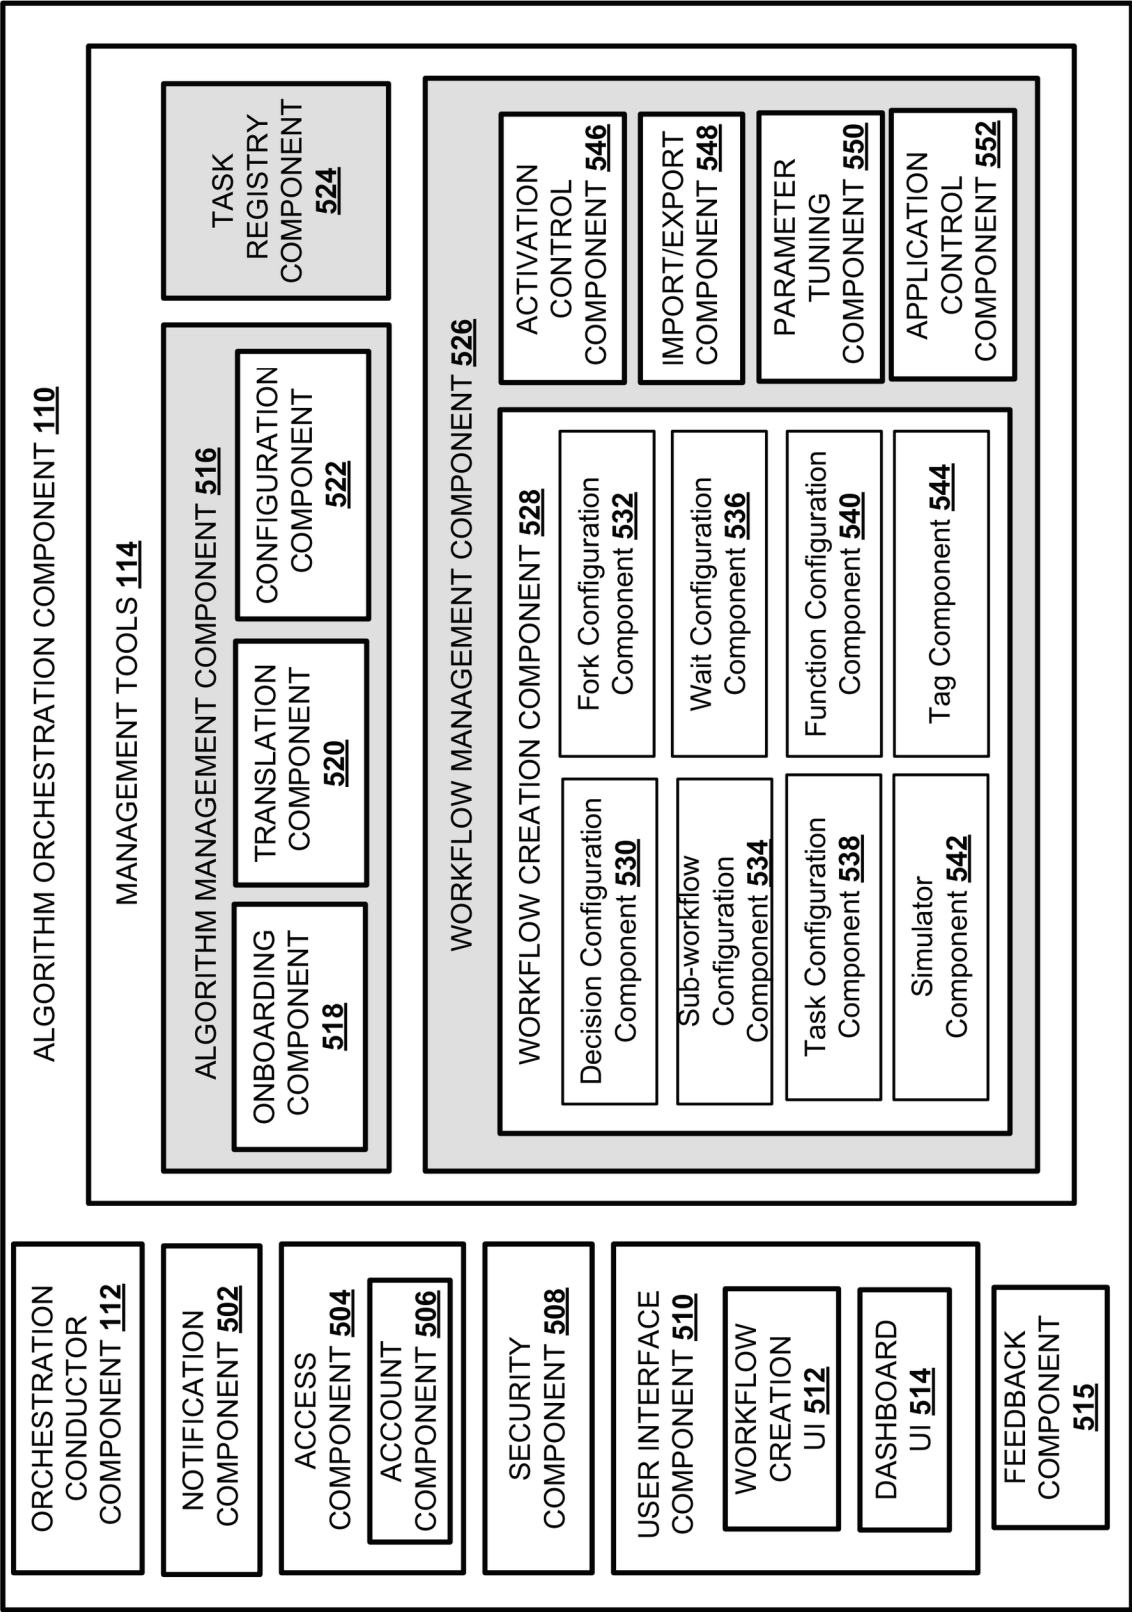 ALGORITHM ORCHESTRATION COMPONENT 110
ORCHESTRATION
CONDUCTOR
COMPONENT 112
NOTIFICATION
COMPONENT 502
ACCESS
COMPONENT 504
ACCOUNT
COMPONENT 506
SECURITY
COMPONENT 508
USER INTERFACE
COMPONENT 510
WORKFLOW
CREATION
UI 512
DASHBOARD
UI 514
FEEDBACK
COMPONENT
515
MANAGEMENT TOOLS 114
ALGORITHM MANAGEMENT COMPONENT 516
ONBOARDING
COMPONENT
518
TRANSLATION
COMPONENT
520
CONFIGURATION
COMPONENT
522
TASK
REGISTRY
COMPONENT
524
WORKFLOW MANAGEMENT COMPONENT 526
WORKFLOW CREATION COMPONENT 528
Decision Configuration
Component 530
Fork Configuration
Component 532
Sub-workflow
Configuration
Component 534
Wait Configuration
Component 536
Task Configuration
Component 538
Function Configuration
Component 540
Simulator
Component 542
Tag Component 544
ACTIVATION
CONTROL
COMPONENT 546
IMPORT/EXPORT
COMPONENT 548
PARAMETER
TUNING
COMPONENT 550
APPLICATION
CONTROL
COMPONENT 552